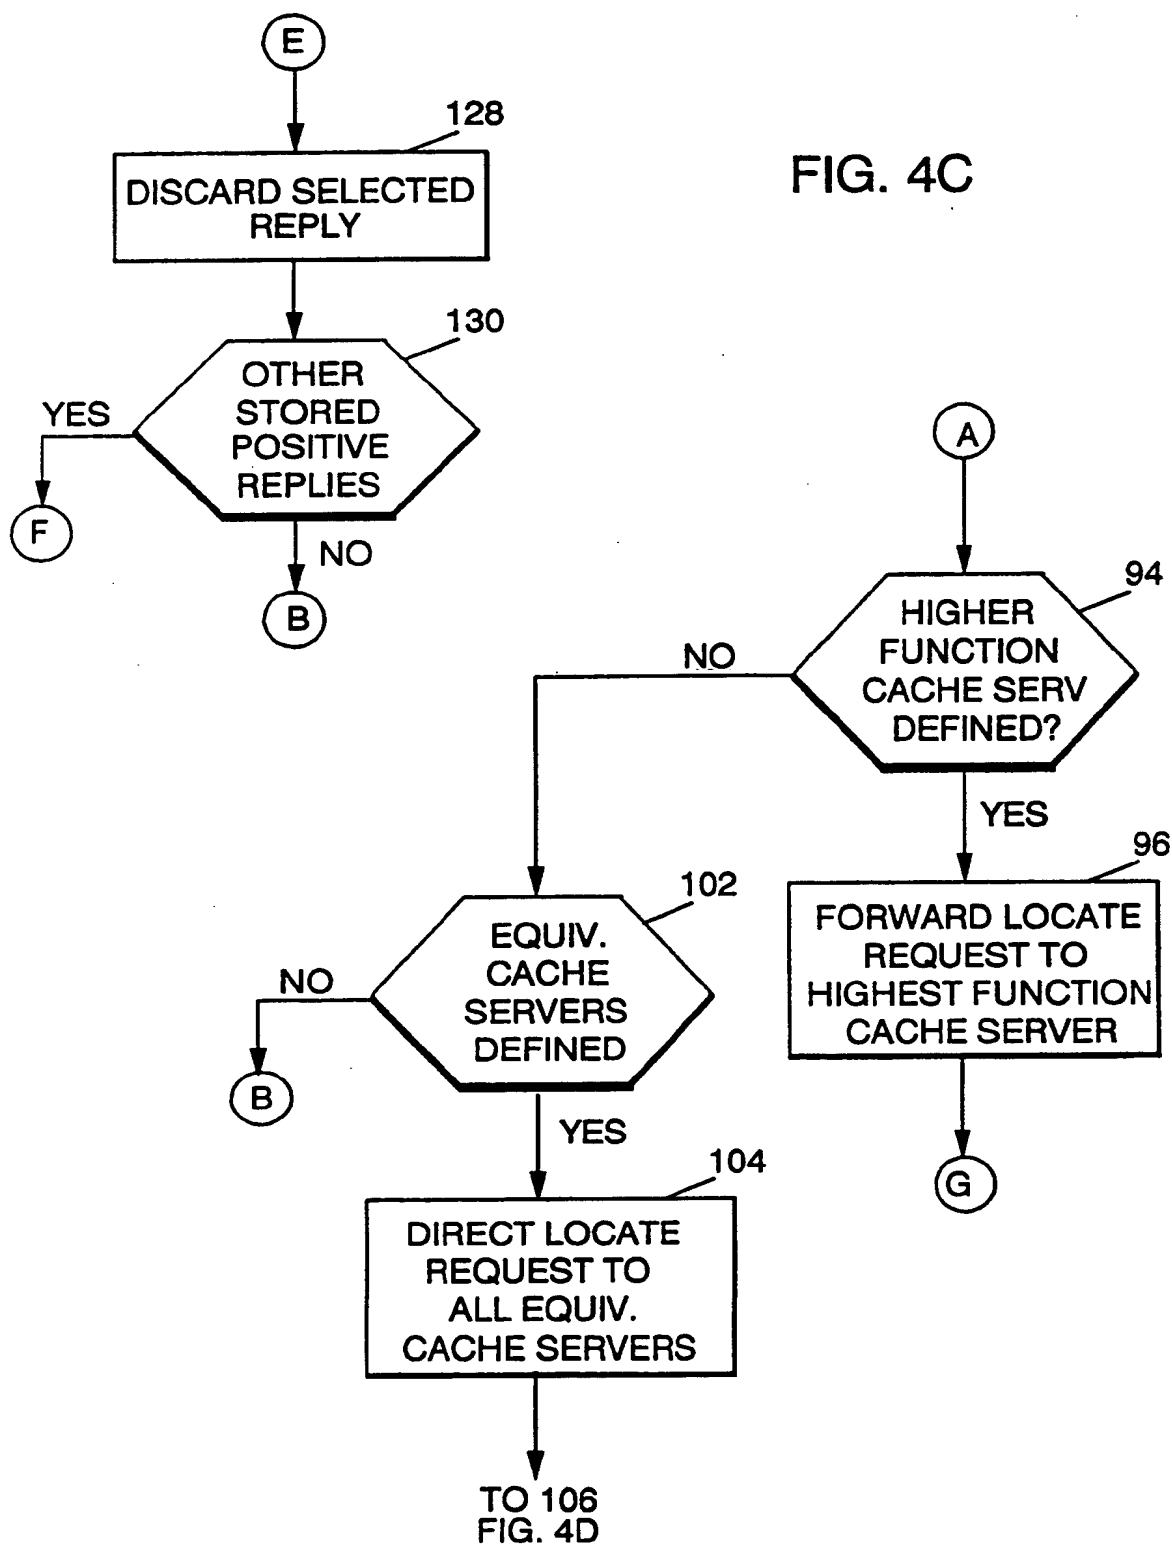 E
128
DISCARD SELECTED
REPLY
FIG. 4C
130
OTHER
STORED
POSITIVE
REPLIES
YES
F
NO
B
A
94
HIGHER
FUNCTION
CACHE SERV
DEFINED?
NO
YES
96
FORWARD LOCATE
REQUEST TO
HIGHEST FUNCTION
CACHE SERVER
G
102
EQUIV.
CACHE
SERVERS
DEFINED
NO
B
YES
104
DIRECT LOCATE
REQUEST TO
ALL EQUIV.
CACHE SERVERS
TO 106
FIG. 4D